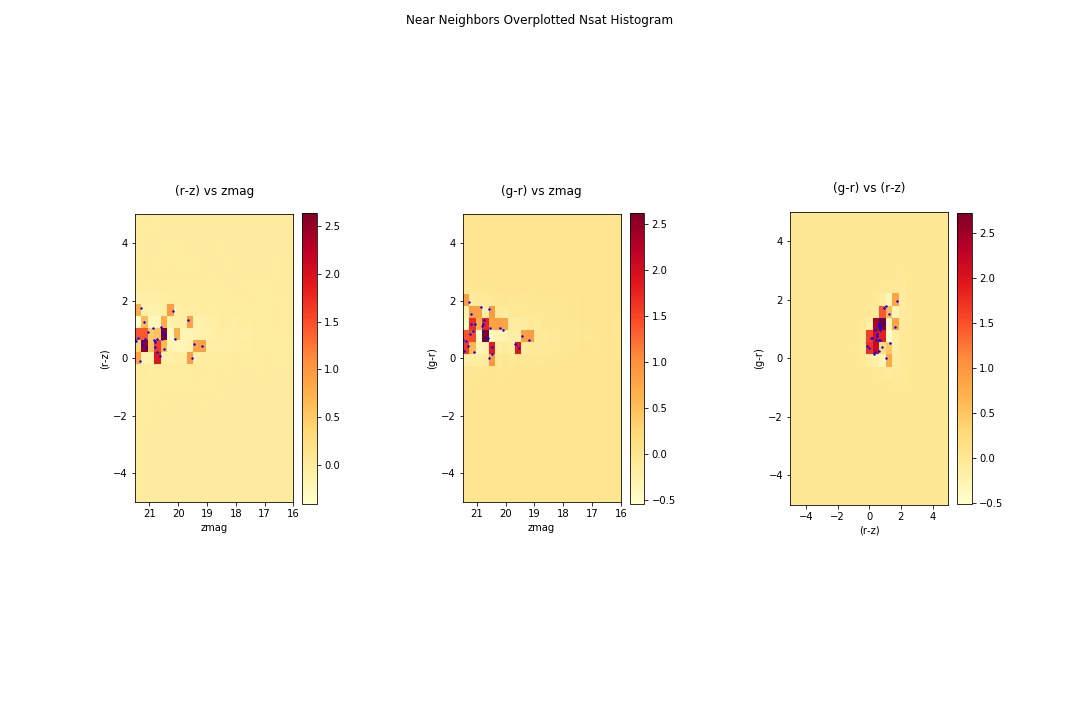 Near Neighbors Overplotted Nsat Histogram
(r-z) vs zmag
(r-z)
4
2
0
−2
−4
21 20 19 18 17 16
zmag
2.5
2.0
1.5
1.0
0.5
0.0
(g-r) vs zmag
(g-r)
4
2
0
−2
−4
21 20 19 18 17 16
zmag
2.5
2.0
1.5
1.0
0.5
0.0
−0.5
(g-r) vs (r-z)
(g-r)
4
2
0
−2
−4
−4 −2 0 2 4
(r-z)
2.5
2.0
1.5
1.0
0.5
0.0
−0.5